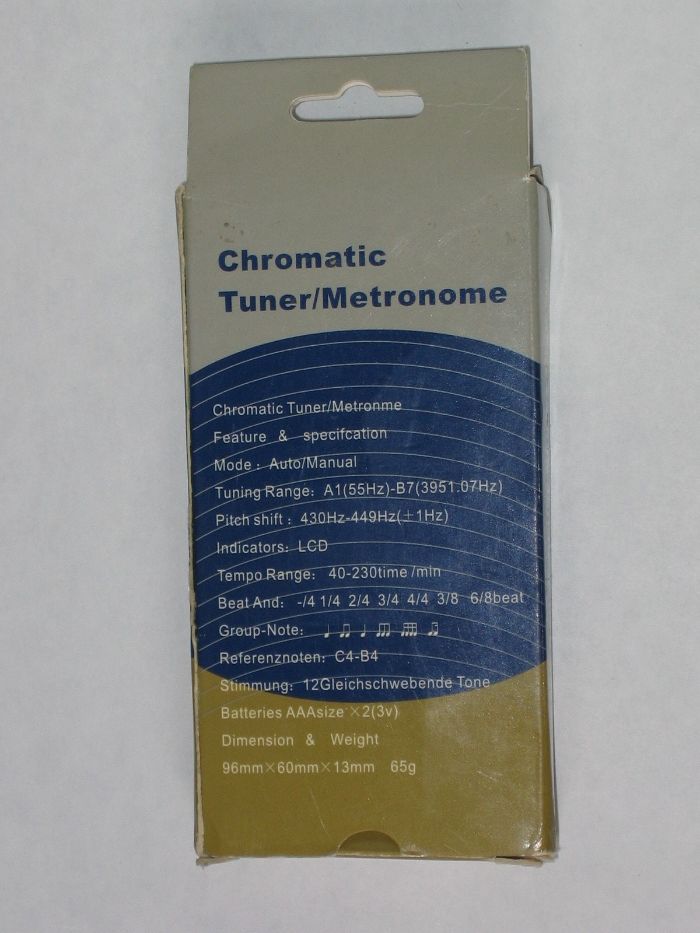 Chromatic
Tuner/Metronome
Chromatic Tuner/Metronme
Feature & specifcation
Mode : Auto/Manual
Tuning Range: A1(55Hz)-B7(3951.07Hz)
Pitch shift : 430Hz-449Hz(±1Hz)
Indicators: LCD
Tempo Range: 40-230time /min
Beat And: -/4 1/4 2/4 3/4 4/4 3/8 6/8beat
Group-Note:
Referenznoten: C4-B4
Stimmung: 12Gleichschwebende Tone
Batteries AAAsize ×2(3v)
Dimension & Weight
96mm×60mm×13mm 65g